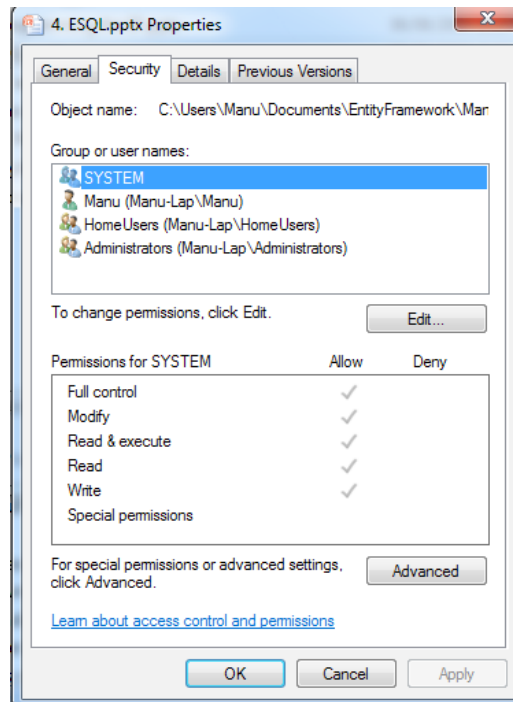 4. ESQL.pptx Properties
General Security Details Previous Versions
Object name: C:\Users\Manu\Documents\EntityFramework\Mar
Group or user names:
SYSTEM
Manu (Manu-Lap\Manu)
HomeUsers (Manu-Lap\HomeUsers)
Administrators (Manu-Lap\Administrators)
To change permissions, click Edit. Edit...
Permissions for SYSTEM Allow Deny
Full control
Modify
Read & execute
Read
Write
Special permissions
For special permissions or advanced settings, Advanced
click Advanced.
Learn about access control and permissions
OK Cancel Apply